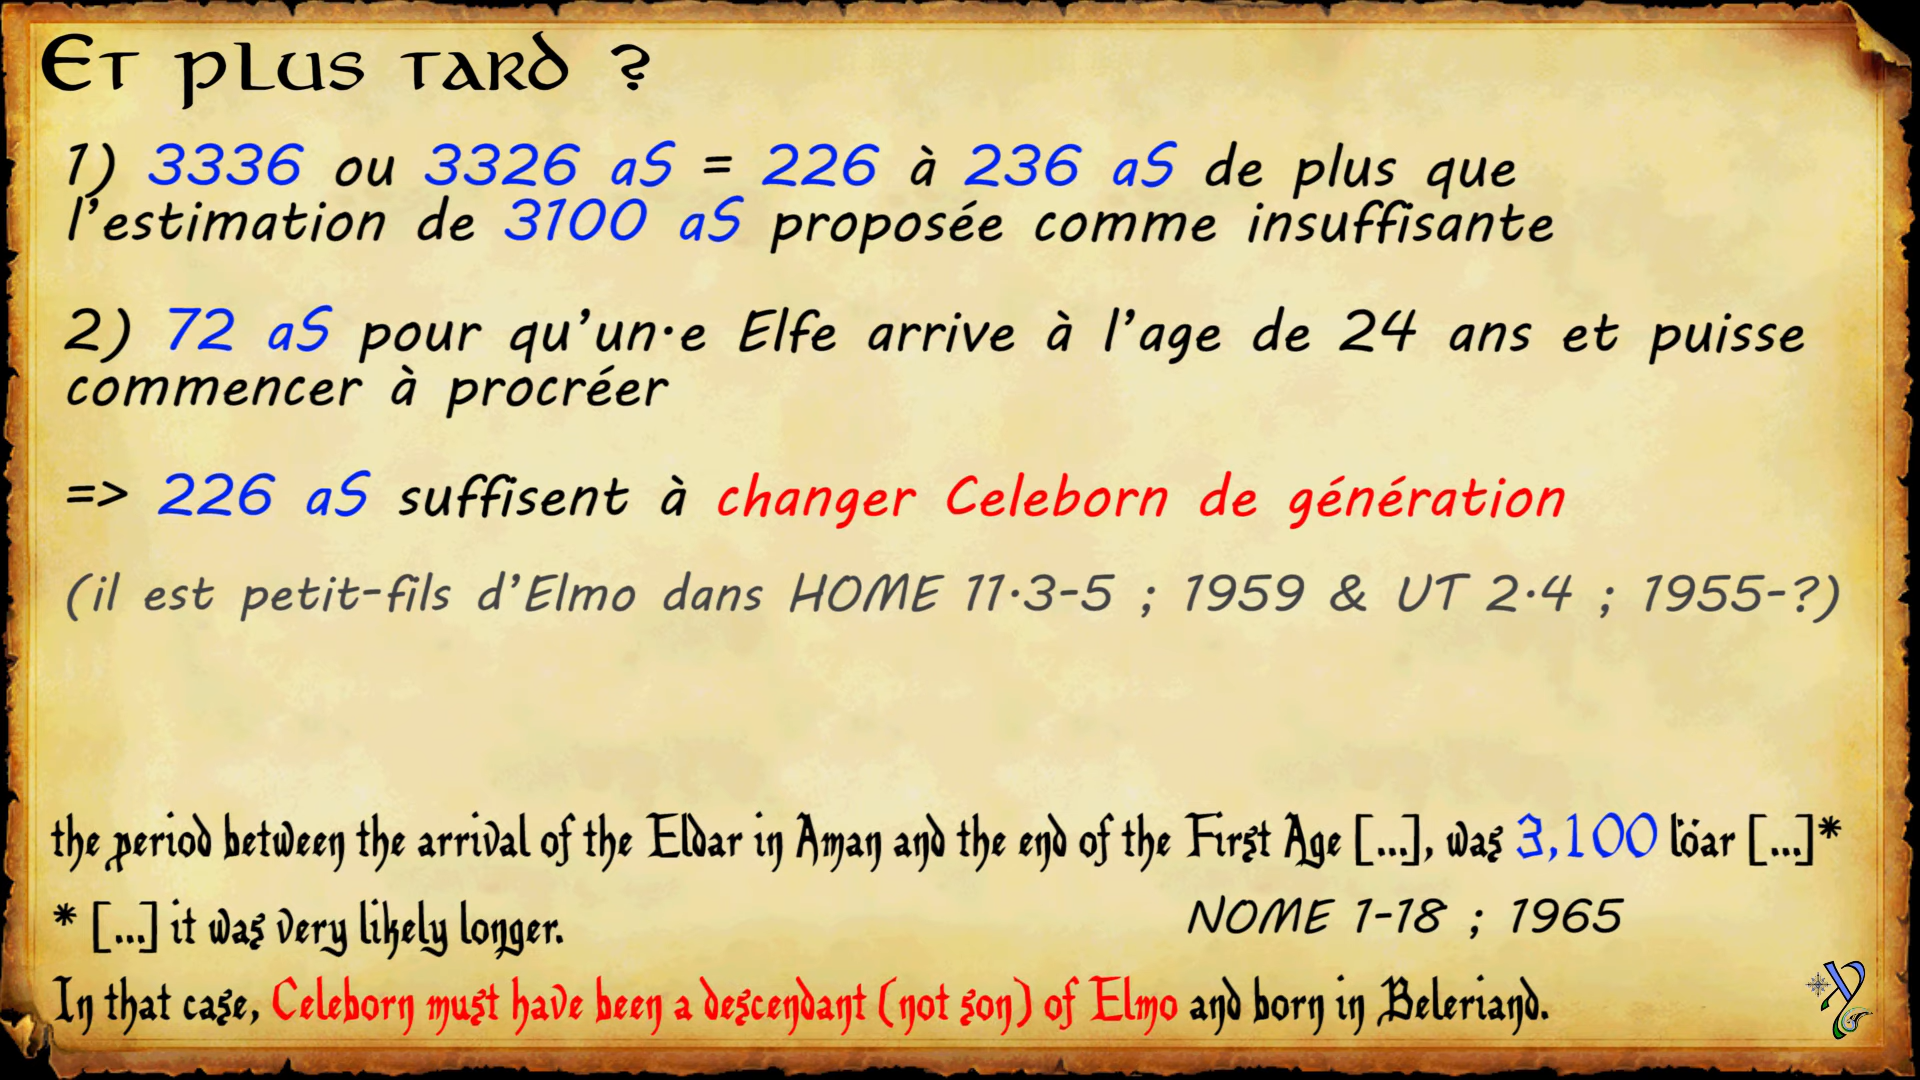 Et plus tard ?
1) 3336 ou 3326 aS = 226 à 236 aS de plus que
l’estimation de 3100 aS proposée comme insuffisante
2) 72 aS pour qu’un·e Elfe arrive à l’age de 24 ans et puisse
commencer à procréer
=> 226 aS suffisent à changer Celeborn de génération
(il est petit-fils d’Elmo dans HOME 11·3-5 ; 1959 & UT 2·4 ; 1955-?)
the period between the arrival of the Eldar in Aman and the end of the First Age [...], was 3,100 löar [...]*
* [...] it was very likely longer.
NOME 1-18 ; 1965
In that case, Celeborn must have been a descendant (not son) of Elmo and born in Beleriand.